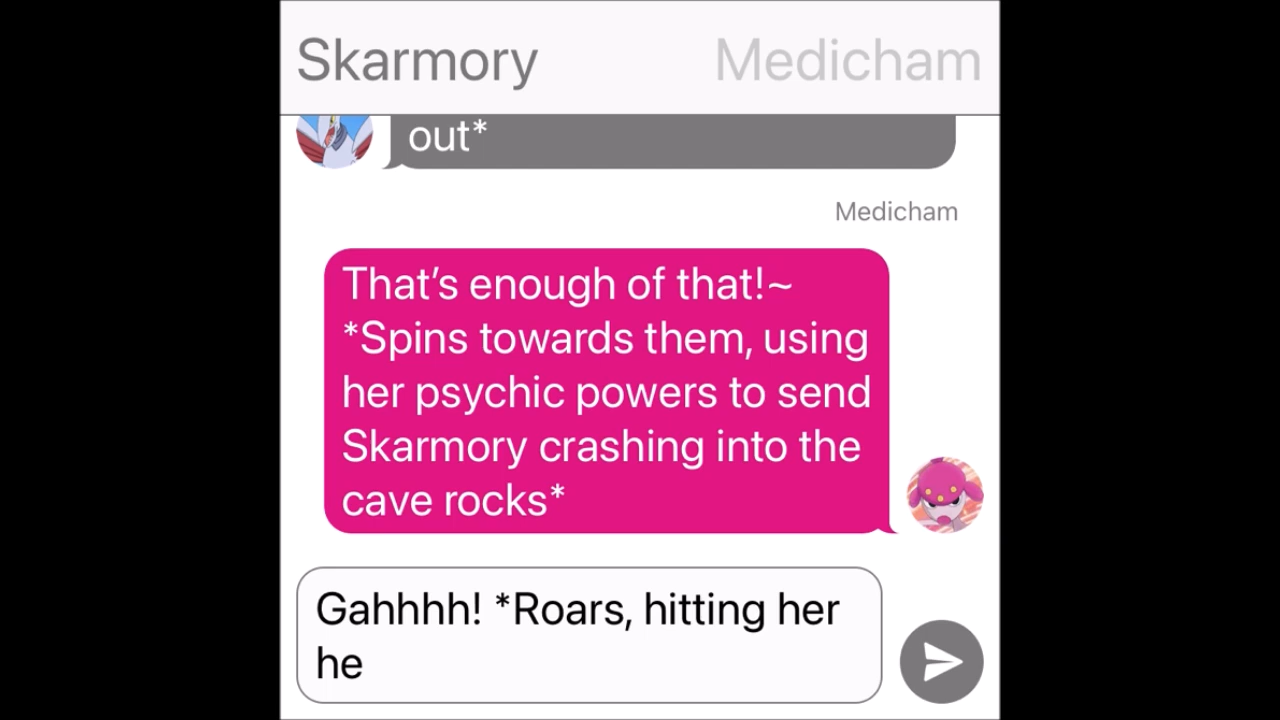 Skarmory Medicham
out*
Medicham
That’s enough of that!~
*Spins towards them, using
her psychic powers to send
Skarmory crashing into the
cave rocks*
Gahhhh! *Roars, hitting her
he